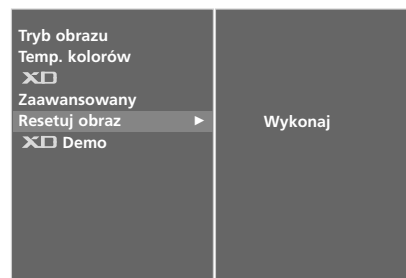 Tryb obrazu
Temp. kolorów
XD
Zaawansowany
Resetuj obraz ► Wykonaj
XD Demo